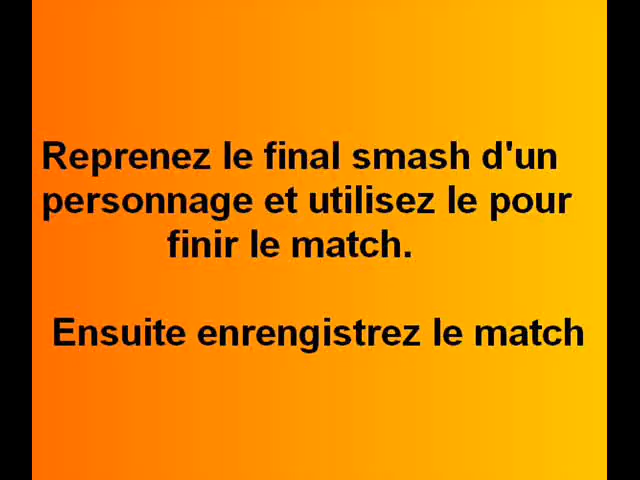 Reprenez le final smash d'un
personnage et utilisez le pour
finir le match.
Ensuite enrengistrez le match